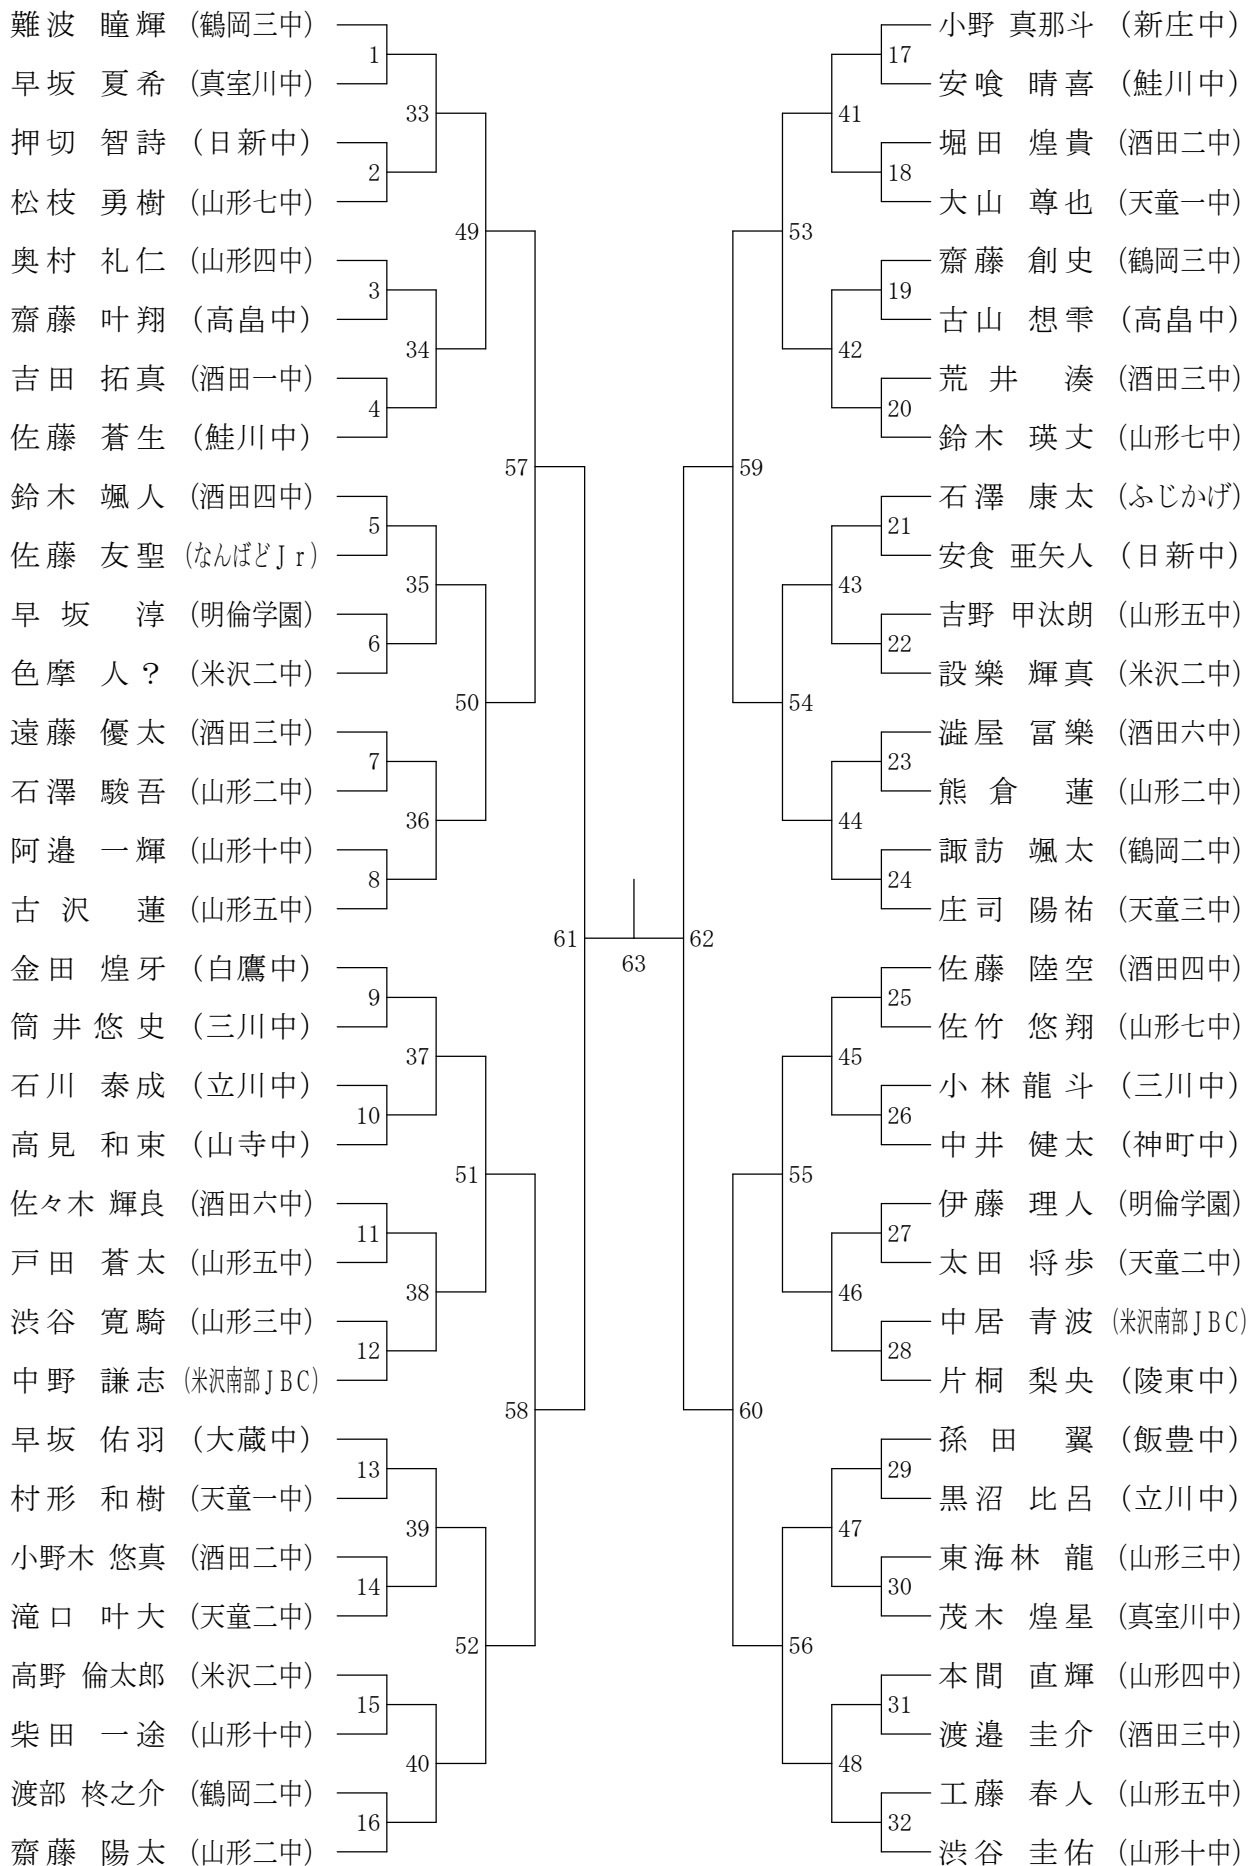 難波 瞳輝 (鶴岡三中)
1
早坂 夏希 (真室川中)
33
押切 智詩 (日新中)
2
松枝 勇樹 (山形七中)
49
奥村 礼仁 (山形四中)
3
齋藤 叶翔 (高畠中)
34
吉田 拓真 (酒田一中)
4
佐藤 蒼生 (鮭川中)
57
鈴木 颯人 (酒田四中)
5
佐藤 友聖 (なんばどJr)
35
早坂 淳 (明倫学園)
6
色摩 人? (米沢二中)
50
遠藤 優太 (酒田三中)
7
石澤 駿吾 (山形二中)
36
阿邉 一輝 (山形十中)
8
古沢 蓮 (山形五中)
61
金田 煌牙 (白鷹中)
9
筒井悠史 (三川中)
37
石川 泰成 (立川中)
10
高見 和束 (山寺中)
51
佐々木 輝良 (酒田六中)
11
戸田 蒼太 (山形五中)
38
渋谷 寛騎 (山形三中)
12
中野 謙志 (米沢南部JBC)
58
早坂 佑羽 (大蔵中)
13
村形 和樹 (天童一中)
39
小野木 悠真 (酒田二中)
14
滝口 叶大 (天童二中)
52
高野 倫太郎 (米沢二中)
15
柴田 一途 (山形十中)
40
渡部 柊之介 (鶴岡二中)
16
齋藤 陽太 (山形二中)
63
小野 真那斗 (新庄中)
17
安喰 晴喜 (鮭川中)
41
堀田 煌貴 (酒田二中)
18
大山 尊也 (天童一中)
53
齋藤 創史 (鶴岡三中)
19
古山 想雫 (高畠中)
42
荒井 湊 (酒田三中)
20
鈴木 瑛丈 (山形七中)
59
石澤 康太 (ふじかげ)
21
安食 亜矢人 (日新中)
43
吉野 甲汰朗 (山形五中)
22
設樂 輝真 (米沢二中)
54
澁屋 冨樂 (酒田六中)
23
熊倉 蓮 (山形二中)
44
諏訪 颯太 (鶴岡二中)
24
庄司 陽祐 (天童三中)
62
佐藤 陸空 (酒田四中)
25
佐竹 悠翔 (山形七中)
45
小林龍斗 (三川中)
26
中井 健太 (神町中)
55
伊藤 理人 (明倫学園)
27
太田 将歩 (天童二中)
46
中居 青波 (米沢南部JBC)
28
片桐 梨央 (陵東中)
60
孫田 翼 (飯豊中)
29
黒沼 比呂 (立川中)
47
東海林 龍 (山形三中)
30
茂木 煌星 (真室川中)
56
本間 直輝 (山形四中)
31
渡邉 圭介 (酒田三中)
48
工藤 春人 (山形五中)
32
渋谷 圭佑 (山形十中)